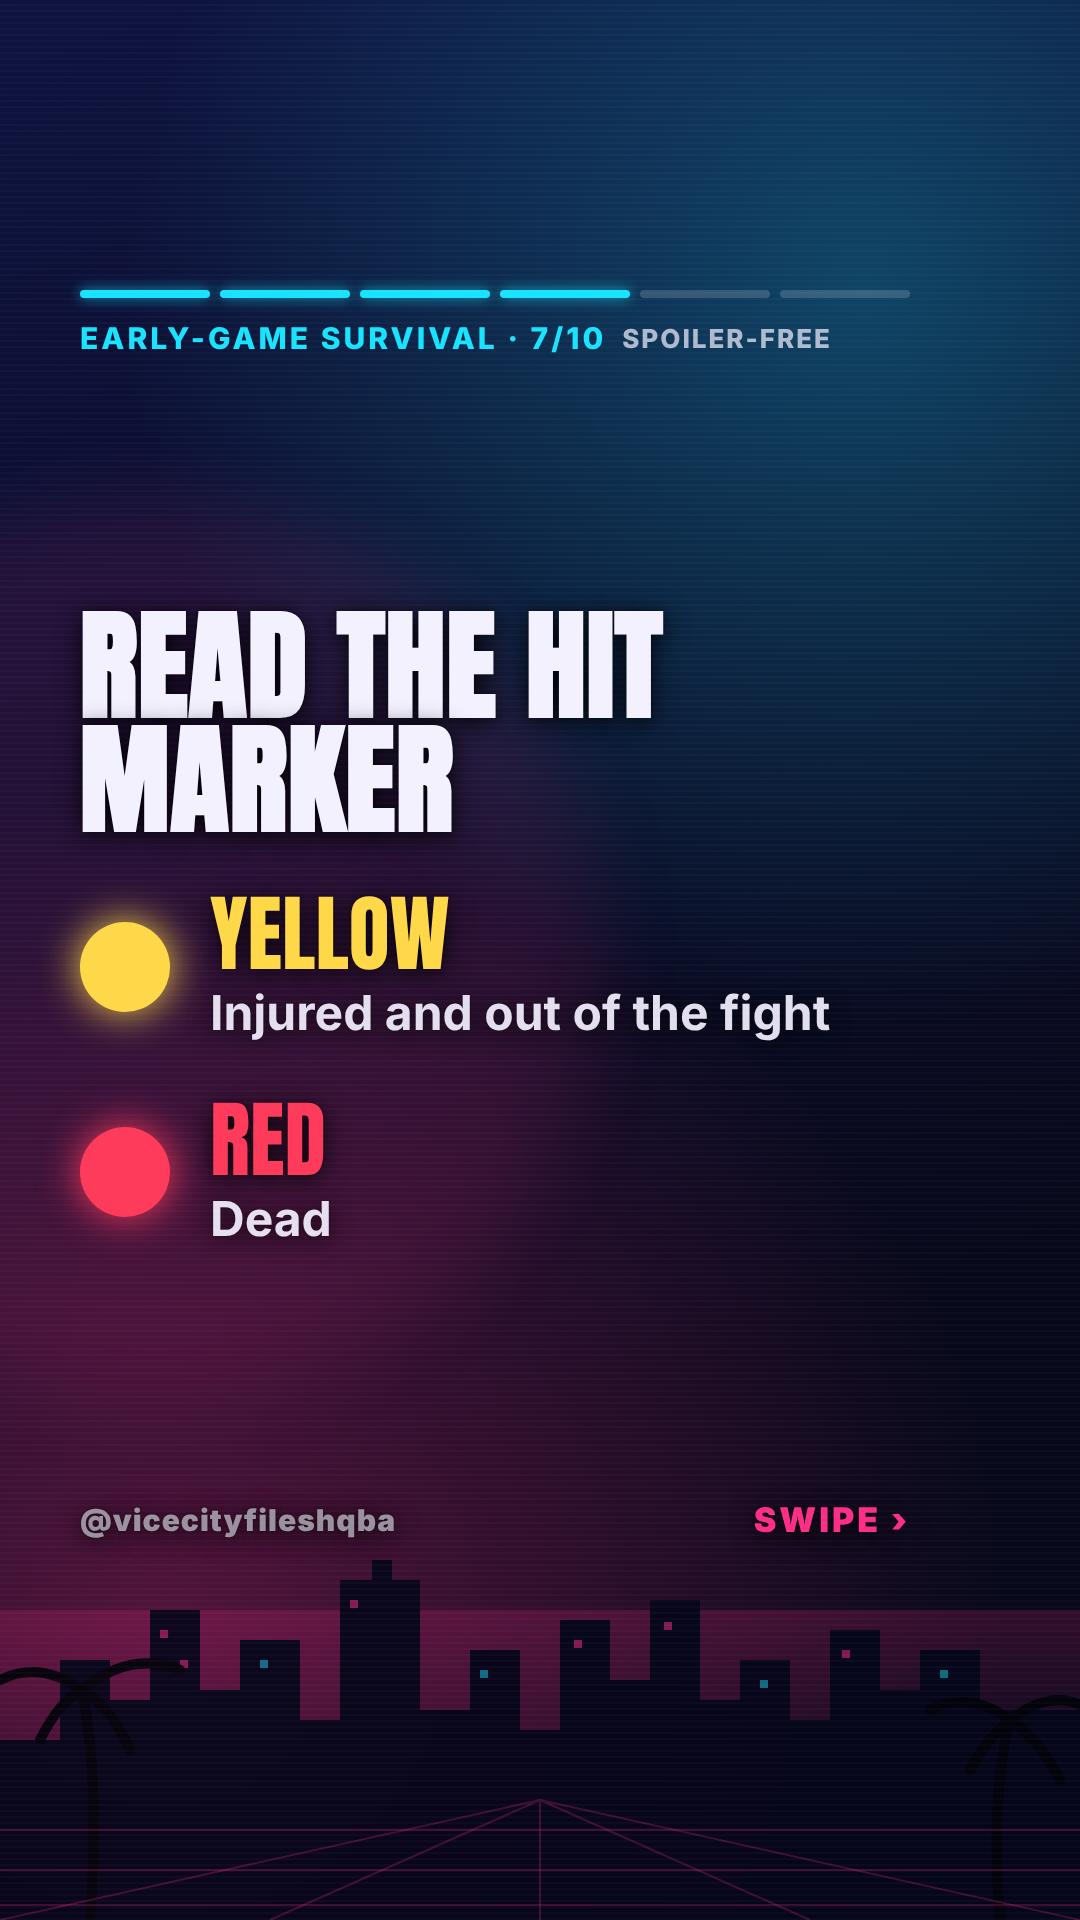 EARLY-GAME SURVIVAL · 7/10 SPOILER-FREE
READ THE HIT
MARKER
YELLOW
Injured and out of the fight
RED
Dead
@vicecityfileshqba
SWIPE ›